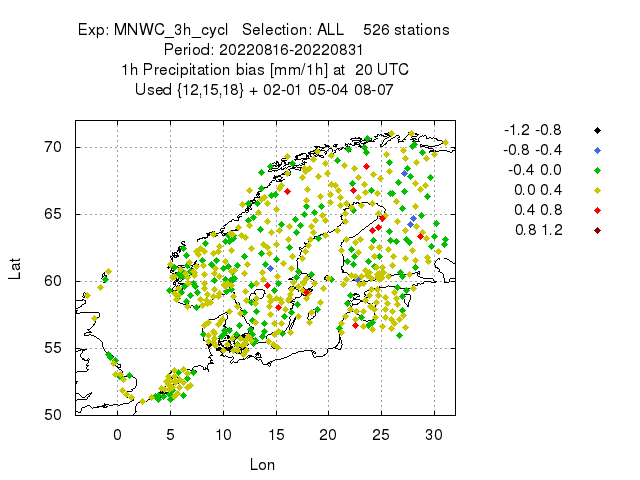 Exp: MNWC_3h_cycl   Selection: ALL    526 stations
Period: 20220816-20220831
1h Precipitation bias [mm/1h] at  20 UTC
Used {12,15,18} + 02-01 05-04 08-07
-1.2 -0.8
-0.8 -0.4
-0.4 0.0
0.0 0.4
0.4 0.8
0.8 1.2
70
65
60
55
50
Lat
0 5 10 15 20 25 30
Lon